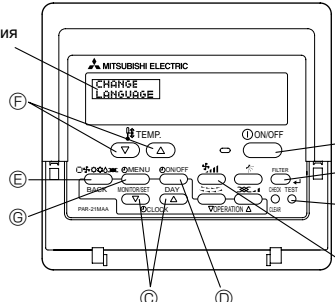 ия
MITSUBISHI ELECTRIC
CHANGE
LANGUAGE
F
TEMP.
ON/OFF
E
MENU
ON/OFF
FILTER
BACK
MONITOR/SET
DAY
CHECK TEST
PAR-21MAA
CLOCK
OPERATION
CLEAR
G
C
D